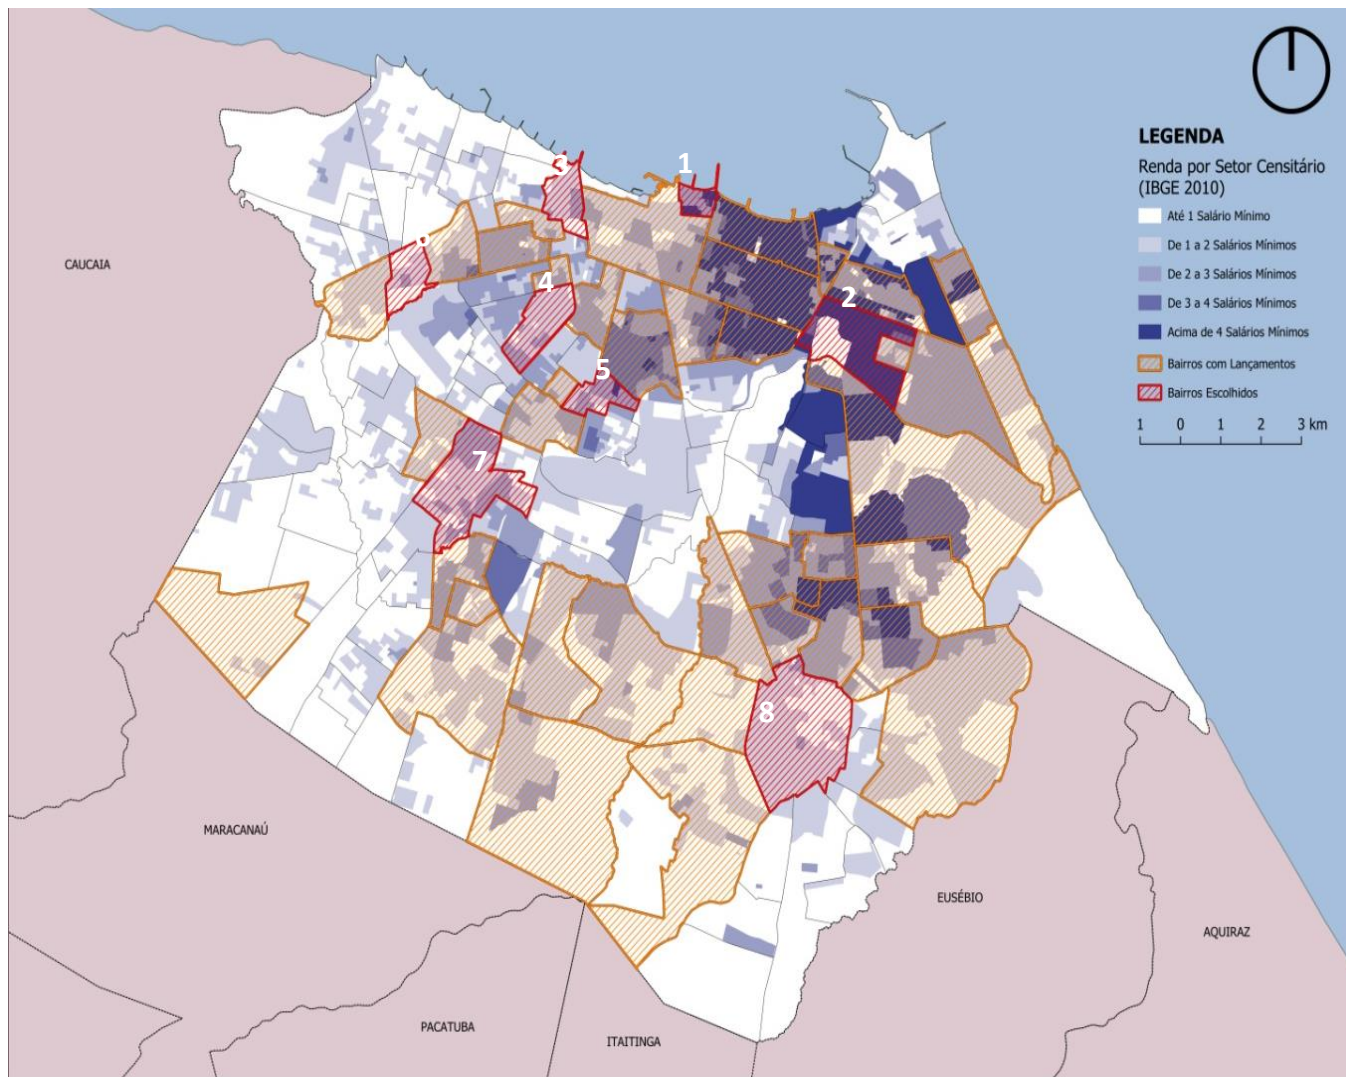 LEGENDA
Renda por Setor Censitário
(IBGE 2010)
Até 1 Salário Mínimo
De 1 a 2 Salários Mínimos
De 2 a 3 Salários Mínimos
De 3 a 4 Salários Mínimos
Acima de 4 Salários Mínimos
Bairros com Lançamentos
Bairros Escolhidos
1 0 1 2 3 km
3
1
6
4
2
5
7
8
CAUCAIA
MARACANAÚ
EUSÉBIO
AQUIRAZ
PACATUBA
ITAITINGA